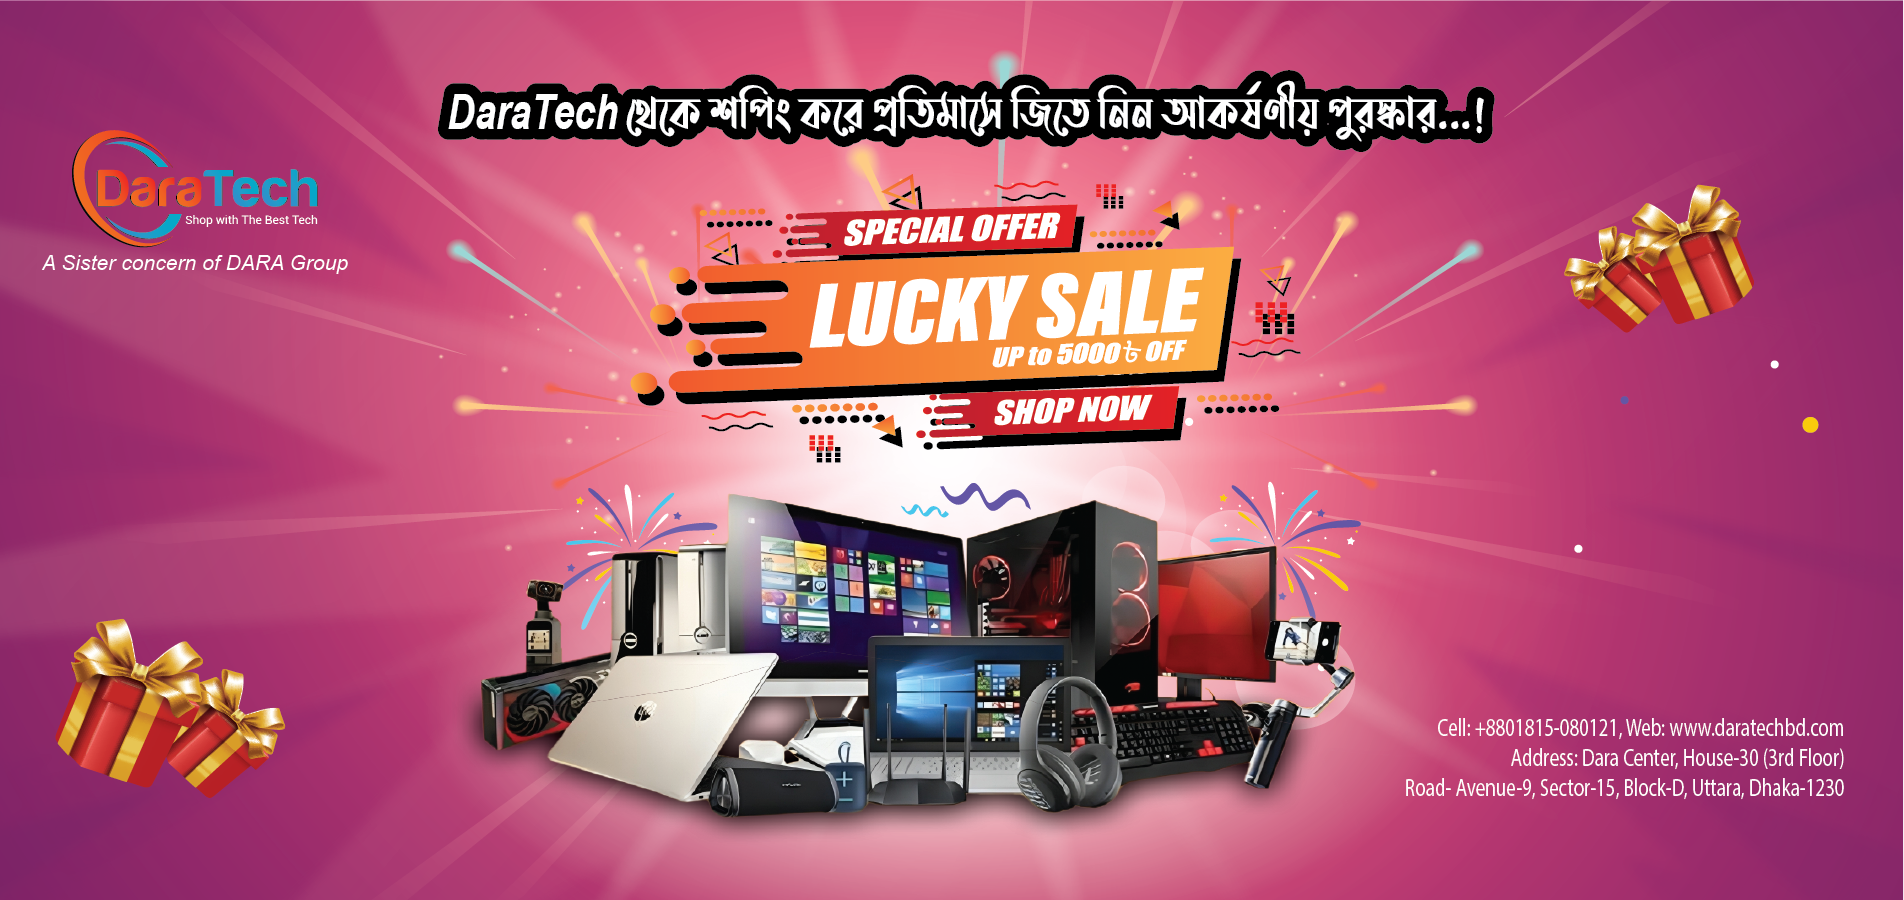 DaraTech থেকে শপিং করে প্রতিমাসে জিতে নিন আকর্ষণীয় পুরস্কার...!
DaraTech
Shop with The Best Tech
A Sister concern of DARA Group
SPECIAL OFFER
LUCKY SALE
UP to 5000৳ OFF
SHOP NOW
Cell: +8801815-080121, Web: www.daratechbd.com
Address: Dara Center, House-30 (3rd Floor)
Road- Avenue-9, Sector-15, Block-D, Uttara, Dhaka-1230